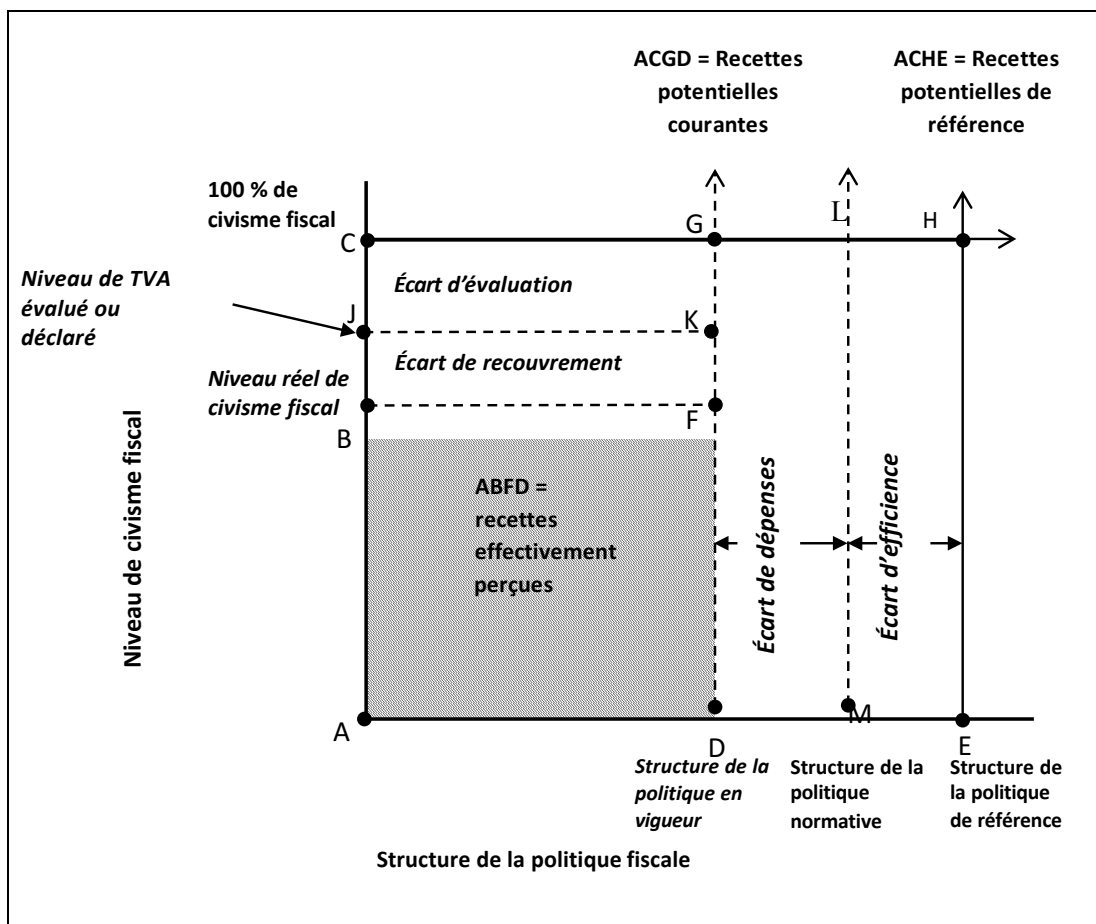 ACGD = Recettes
potentielles
courantes
ACHE = Recettes
potentielles de
référence
100 % de
civisme fiscal
C
G
L
H
Niveau de TVA
évalué ou
déclaré
Écart d’évaluation
J
K
Écart de recouvrement
Niveau réel de
civisme fiscal
B
F
Niveau de civisme fiscal
ABFD =
recettes
effectivement
perçues
Écart de dépenses
Écart d’efficience
A
D
M
E
Structure de la
politique en
vigueur
Structure de la
politique
normative
Structure de
la politique
de référence
Structure de la politique fiscale